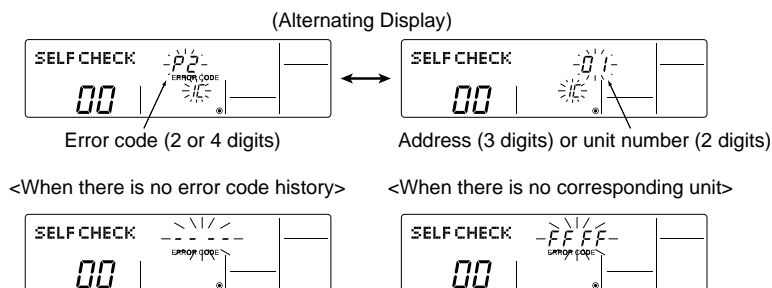 (Alternating Display)
SELF CHECK P2 SELF CHECK 01
ERROR CODE
00 1C 00 1C
Error code (2 or 4 digits) Address (3 digits) or unit number (2 digits)
<When there is no error code history> <When there is no corresponding unit>
SELF CHECK ---- SELF CHECK FFFF
ERROR CODE ERROR CODE
00 00